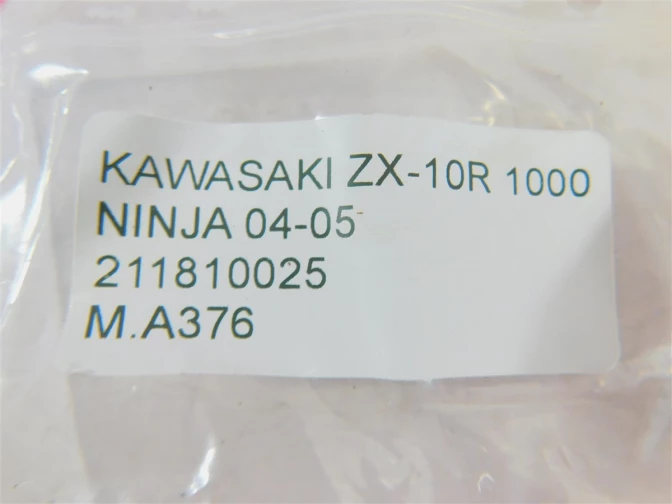 KAWASAKI ZX-10R 1000
NINJA 04-05
211810025
M.A376